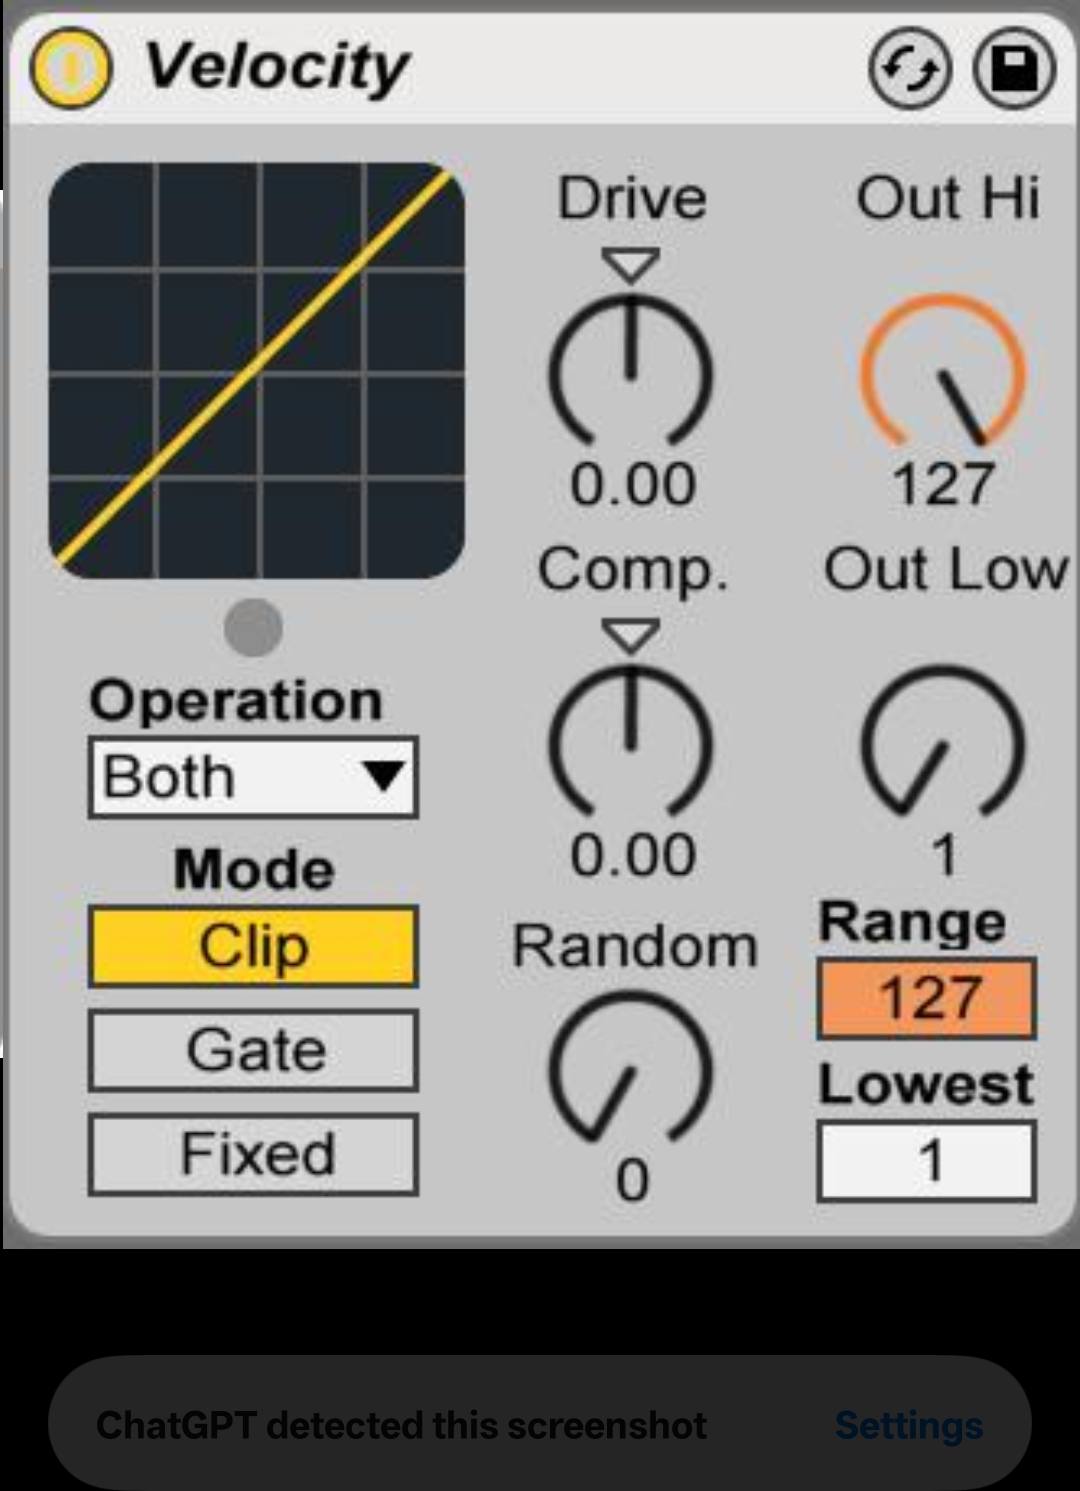 Velocity
Drive
Out Hi
0.00
127
Comp.
Out Low
0.00
1
Operation
Both
Mode
Clip
Gate
Fixed
Random
0
Range
127
Lowest
1
ChatGPT detected this screenshot
Settings